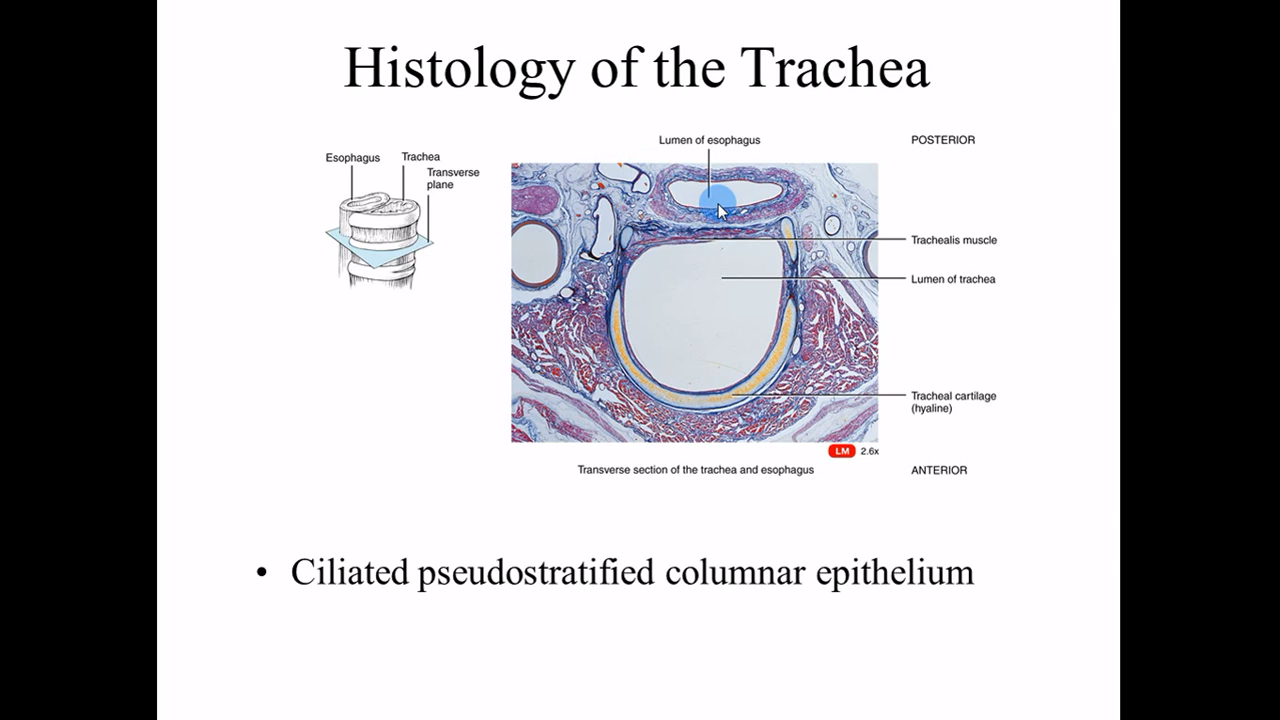 Histology of the Trachea
Lumen of esophagus
POSTERIOR
Esophagus
Trachea
Transverse
plane
Trachealis muscle
Lumen of trachea
Tracheal cartilage
(hyaline)
LM 2.6x
Transverse section of the trachea and esophagus
ANTERIOR
• Ciliated pseudostratified columnar epithelium